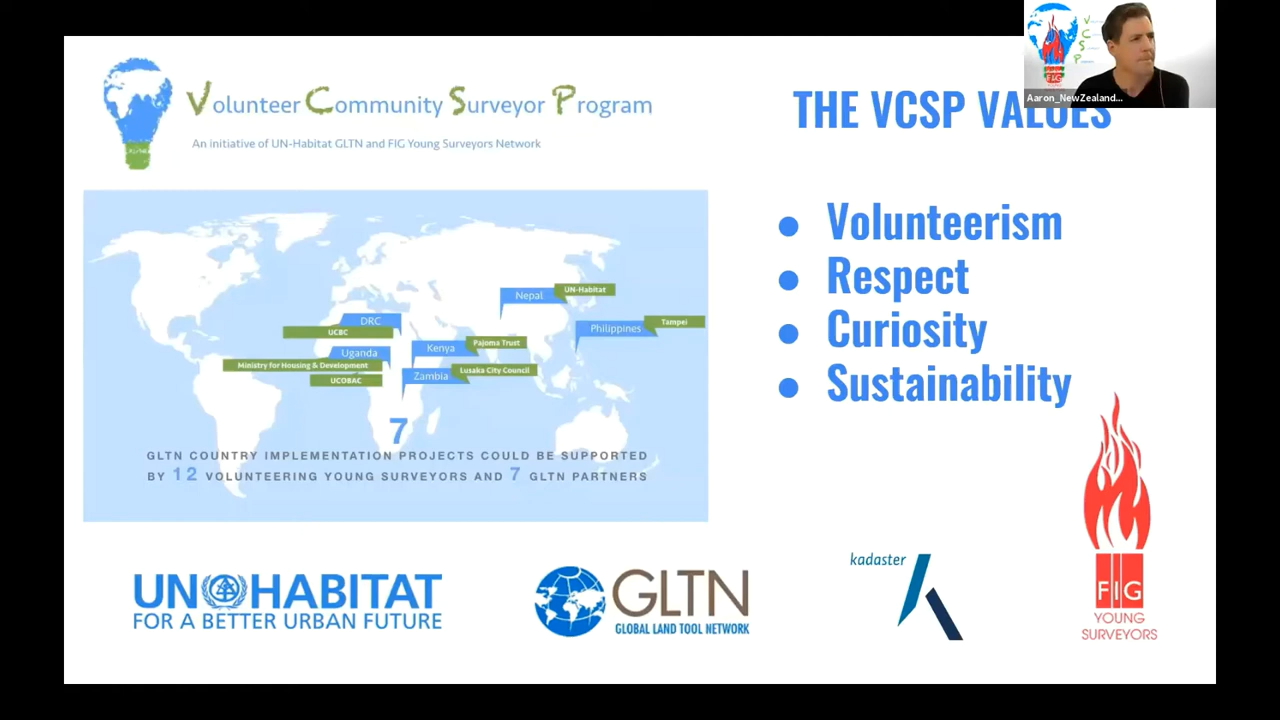 Volunteer Community Surveyor Program
An initiative of UN-Habitat GLTN and FIG Young Surveyors Network
Aaron_NewZealand...
THE VCSP VALUES
Volunteerism
Respect
Curiosity
Sustainability
Nepal
UN-Habitat
DRC
UCBC
Philippines
Tampei
Uganda
Ministry for Housing & Development
UCOBAC
Kenya
Pajoma Trust
Zambia
Lusaka City Council
7
GLTN COUNTRY IMPLEMENTATION PROJECTS COULD BE SUPPORTED
BY 12 VOLUNTEERING YOUNG SURVEYORS AND 7 GLTN PARTNERS
UN HABITAT
FOR A BETTER URBAN FUTURE
GLTN
GLOBAL LAND TOOL NETWORK
kadaster
FIG
YOUNG
SURVEYORS